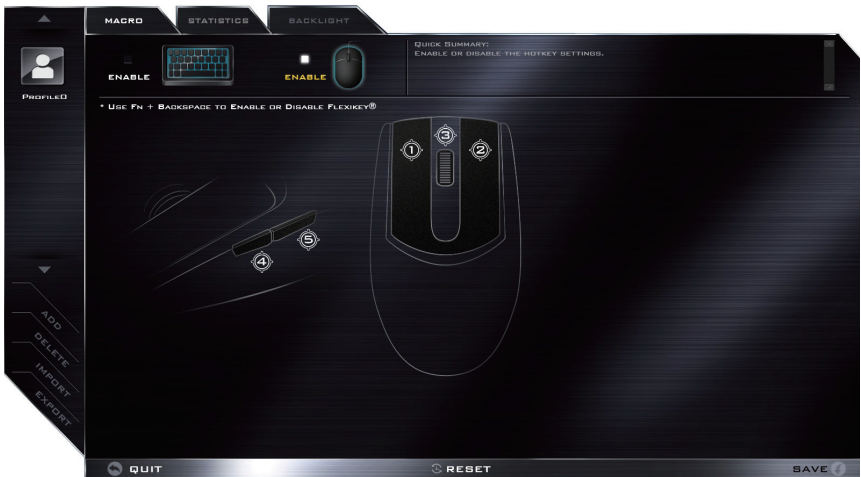 MACRO
STATISTICS
BACKLIGHT
PROFILE0
ENABLE
ENABLE
QUICK SUMMARY:
ENABLE OR DISABLE THE HOTKEY SETTINGS.
* USE FN + BACKSPACE TO ENABLE OR DISABLE FLEXIKEY®
1
3
2
4
5
ADD
DELETE
IMPORT
EXPORT
QUIT
RESET
SAVE